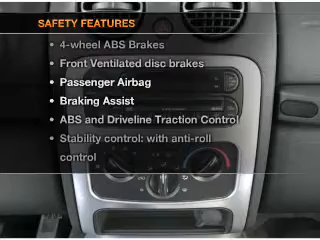 SAFETY FEATURES
• 4-wheel ABS Brakes
• Front Ventilated disc brakes
• Passenger Airbag
• Braking Assist
• ABS and Driveline Traction Control
• Stability control: with anti-roll
control